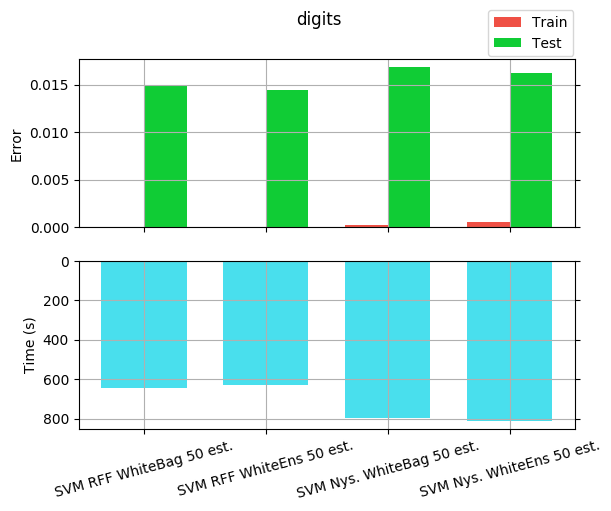 digits
Train
Test
Error
0.015
0.010
0.005
0.000
Time (s)
0
200
400
600
800
SVM RFF WhiteBag 50 est.
SVM RFF WhiteEns 50 est.
SVM Nys. WhiteBag 50 est.
SVM Nys. WhiteEns 50 est.